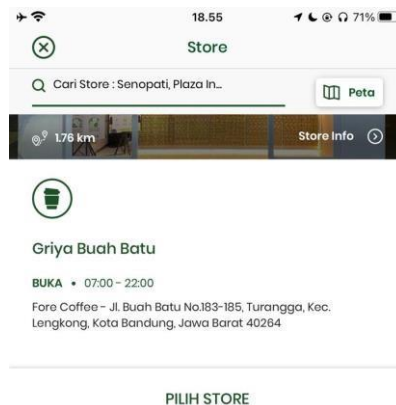 18.55
71%
Store
Cari Store : Senopati, Plaza In...
Peta
1.76 km
Store Info
Griya Buah Batu
BUKA • 07:00 - 22:00
Fore Coffee - Jl. Buah Batu No.183-185, Turangga, Kec.
Lengkong, Kota Bandung, Jawa Barat 40264
PILIH STORE